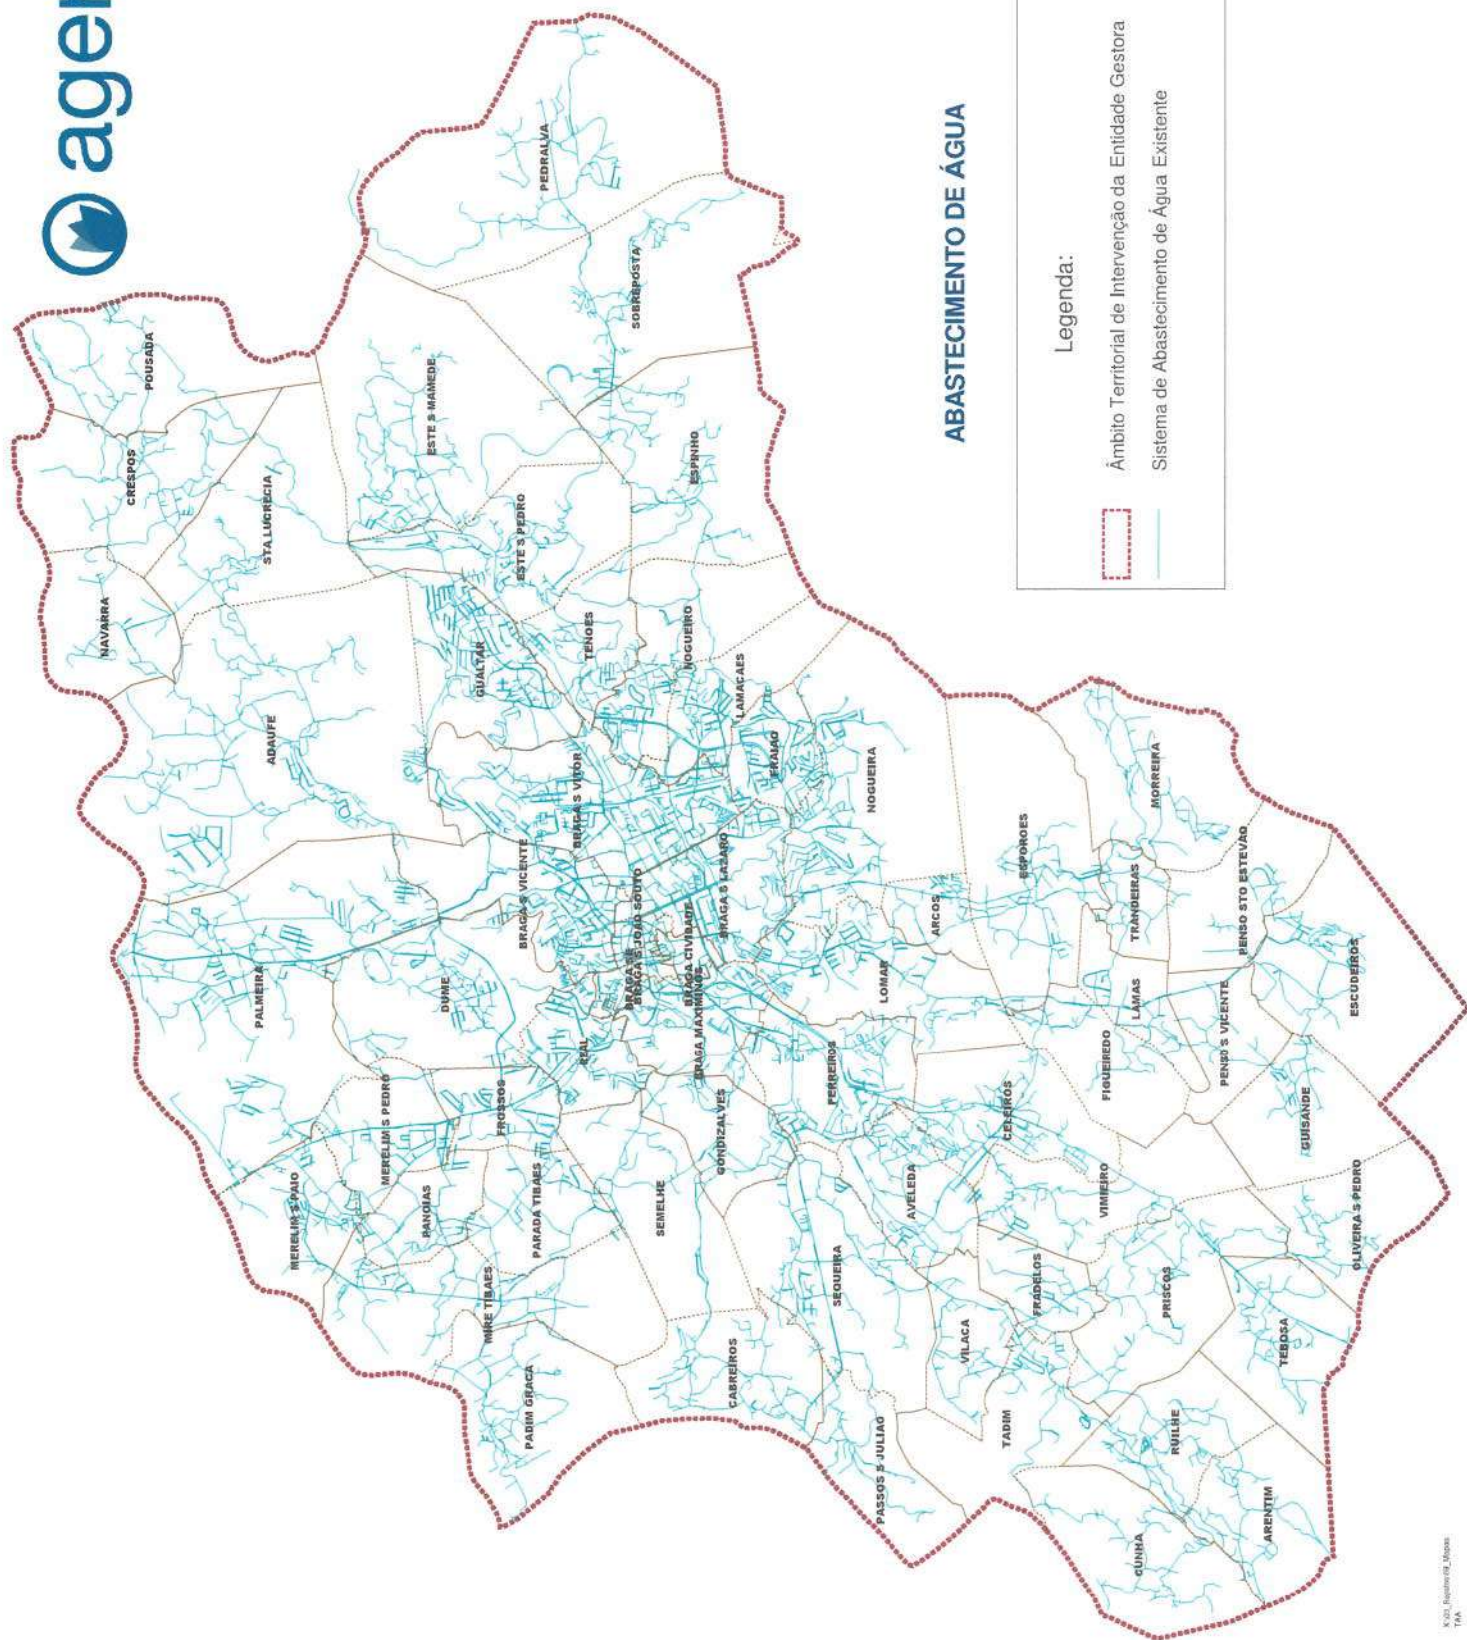 ager
NAVARRA
CRESPOS
POUSADA
PALMEIRA
ADAUFE
STA LUCRECIA
MERELIM S PAIO
MERELIM S PEDRO
PANOIAS
DUME
ESTE S MAMEDE
MIRE TIBAES
GUALTAR
FROSSOS
PADIM GRACA
PARADA TIBAES
BRAGA S VICENTE
ESTE S PEDRO
PEDRALVA
REAL
BRAGA S VITOR
TENOES
BRAGA SE
BRAGA S JOAO SOUTO
SOBREPOSTA
SEMELHE
BRAGA CIVIDADE
NOGUEIRO
ESPINHO
BRAGA MAXIMINOS
GONDIZALVES
BRAGA S LAZARO
CABREIROS
LAMACAES
FRAIAO
SEQUEIRA
FERREIROS
NOGUEIRA
PASSOS S JULIAO
LOMAR
AVELEDA
ARCOS
ABASTECIMENTO DE ÁGUA
VILACA
TADIM
CELEIROS
ESPOROES
FRADELOS
Legenda:
VIMIEIRO
FIGUEIREDO
Âmbito Territorial de Intervenção da Entidade Gestora
CUNHA
LAMAS
TRANDEIRAS
MORREIRA
Sistema de Abastecimento de Água Existente
PRISCOS
RUILHE
PENSO S VICENTE
PENSO STO ESTEVAO
ARENTIM
TEBOSA
GUISANDE
OLIVEIRA S PEDRO
ESCUDEIROS
TAA